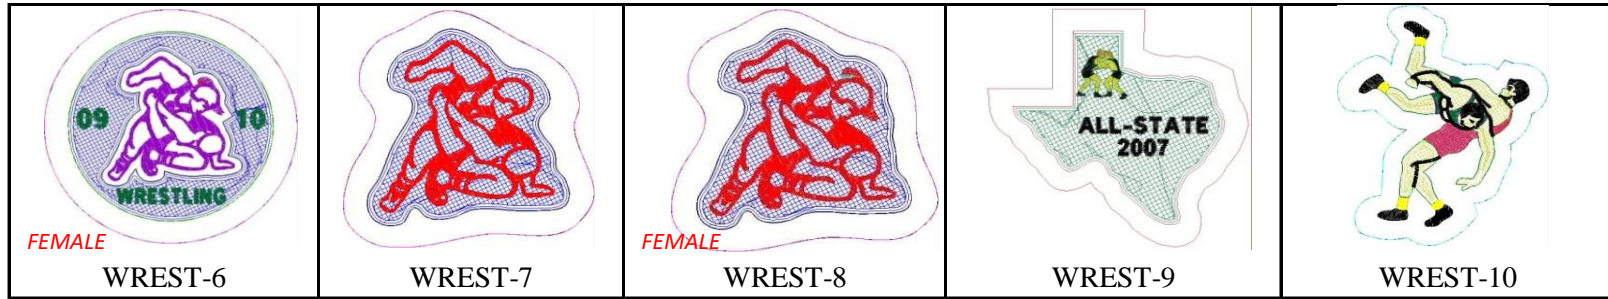 09 10
WRESTLING
FEMALE
WREST-6
WREST-7
FEMALE
WREST-8
ALL-STATE
2007
WREST-9
WREST-10